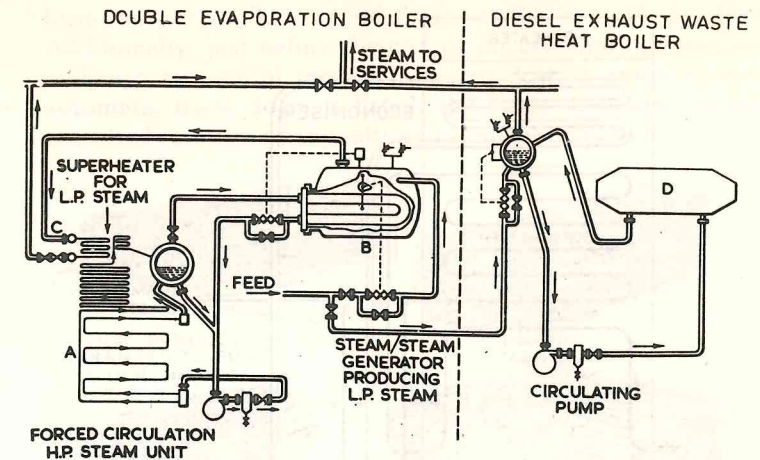 DOUBLE EVAPORATION BOILER
DIESEL EXHAUST WASTE
HEAT BOILER
STEAM TO
SERVICES
SUPERHEATER
FOR
L.P. STEAM
C
B
D
FEED
A
STEAM/STEAM
GENERATOR
PRODUCING
L.P. STEAM
CIRCULATING
PUMP
FORCED CIRCULATION
H.P. STEAM UNIT